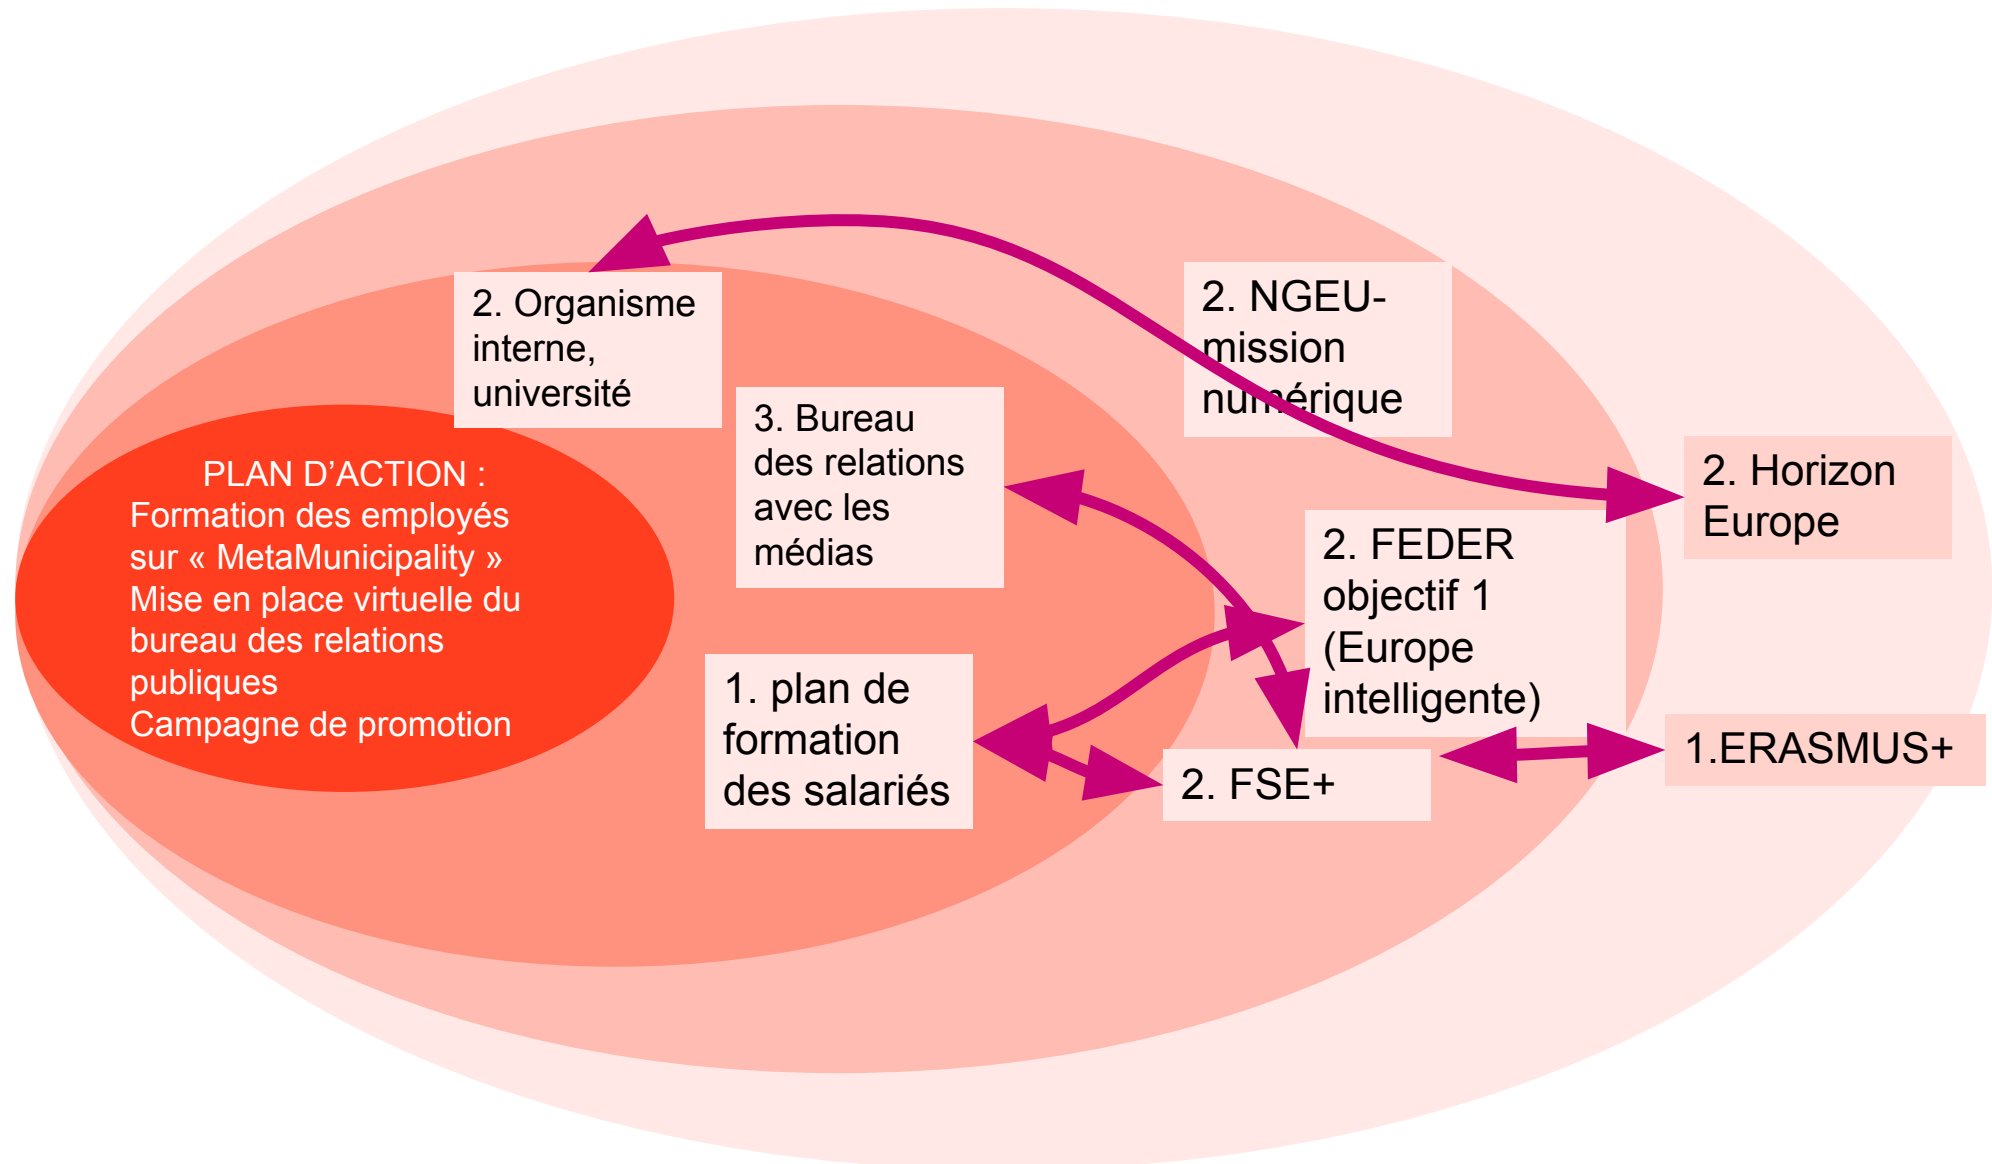 PLAN D’ACTION :
Formation des employés
sur « MetaMunicipality »
Mise en place virtuelle du
bureau des relations
publiques
Campagne de promotion
2. Organisme
interne,
université
3. Bureau
des relations
avec les
médias
1. plan de
formation
des salariés
2. NGEU-
mission
numérique
2. FEDER
objectif 1
(Europe
intelligente)
2. FSE+
2. Horizon
Europe
1.ERASMUS+